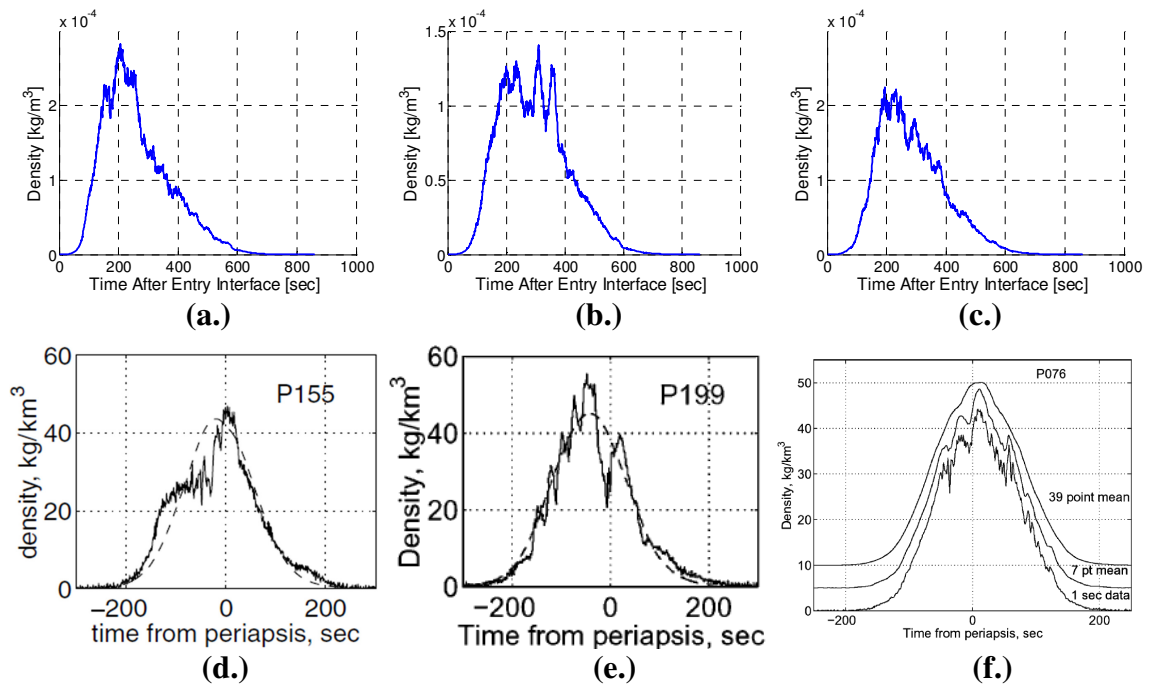 x 10⁻⁴
Density [kg/m³]
2
1
0
0 200 400 600 800 1000
Time After Entry Interface [sec]
(a.)
x 10⁻⁴
Density [kg/m³]
1.5
1
0.5
0
0 200 400 600 800 1000
Time After Entry Interface [sec]
(b.)
x 10⁻⁴
Density [kg/m³]
2
1
0
0 200 400 600 800 1000
Time After Entry Interface [sec]
(c.)
density, kg/km³
60
40
20
0
P155
−200 0 200
time from periapsis, sec
(d.)
Density, kg/km³
60
40
20
0
P199
−200 0 200
Time from periapsis, sec
(e.)
Density, kg/km³
50
40
30
20
10
0
P076
39 point mean
7 pt mean
1 sec data
−200 0 200
Time from periapsis, sec
(f.)